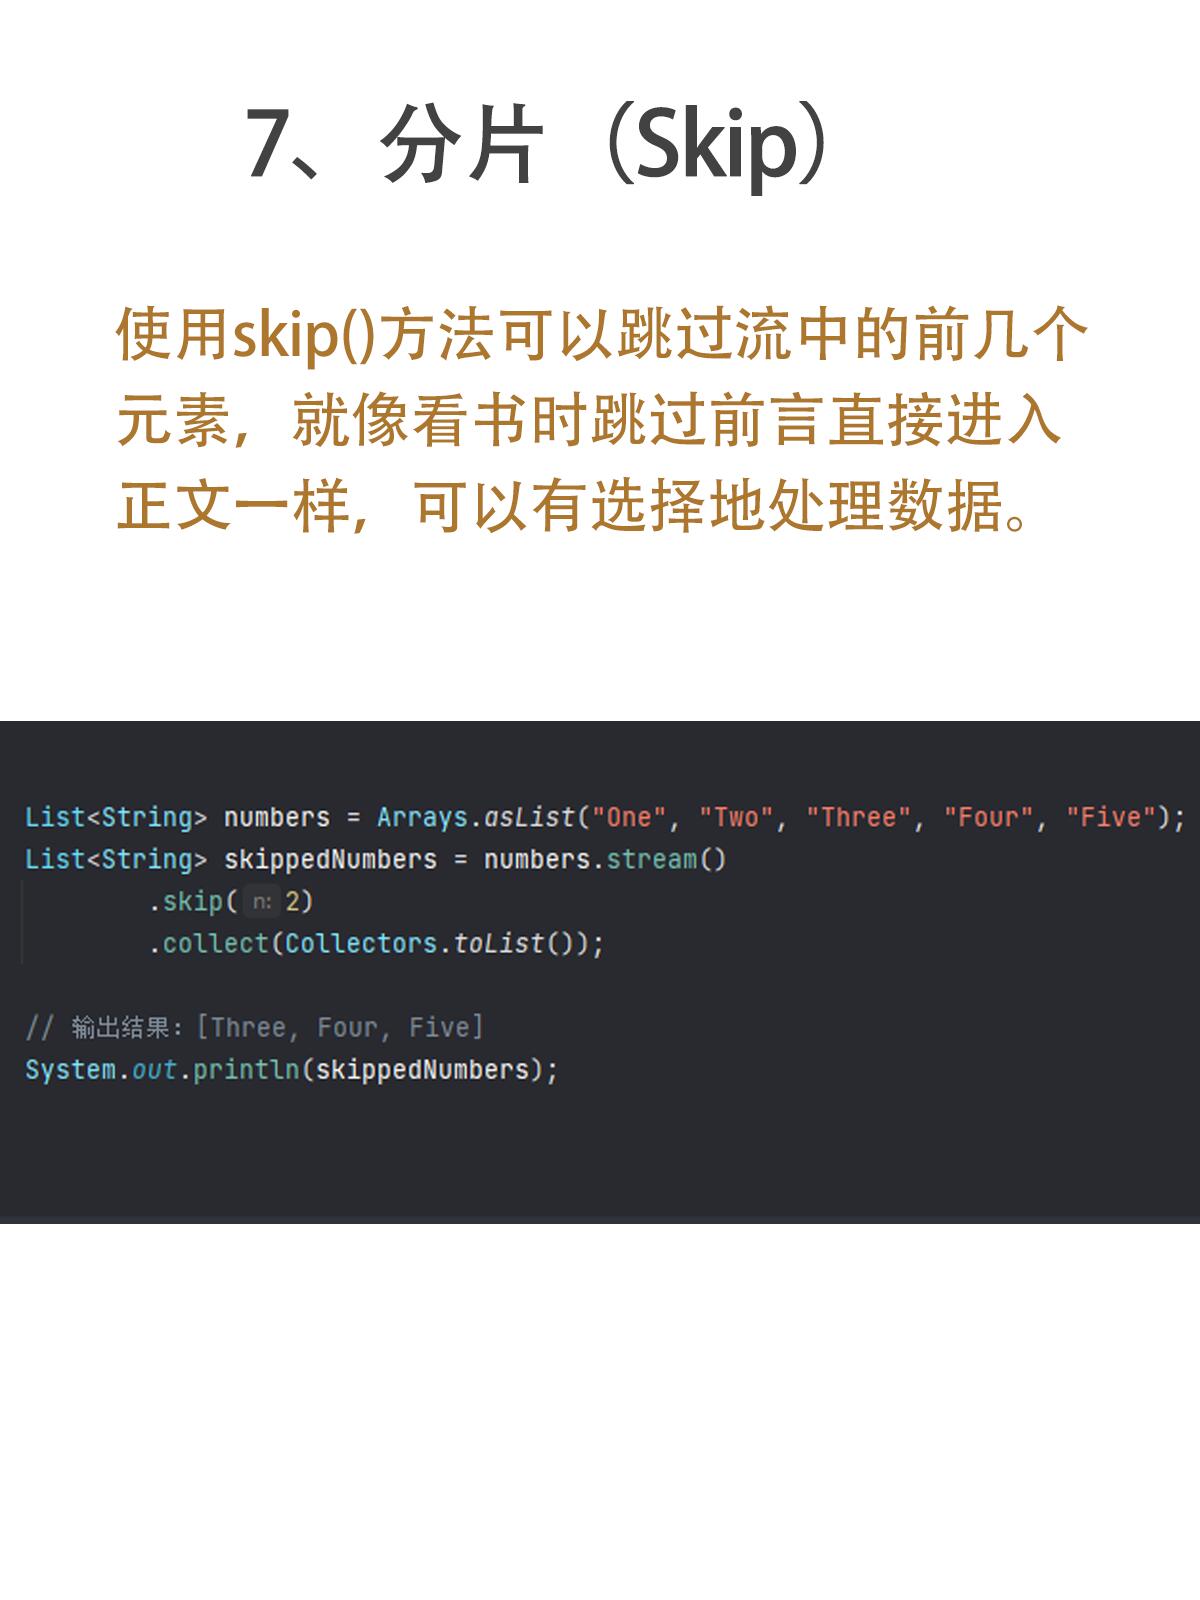 7、分片（Skip）
使用skip()方法可以跳过流中的前几个
元素，就像看书时跳过前言直接进入
正文一样，可以有选择地处理数据。
List<String> numbers = Arrays.asList("One", "Two", "Three", "Four", "Five");
List<String> skippedNumbers = numbers.stream()
.skip( n: 2)
.collect(Collectors.toList());
// 输出结果：[Three, Four, Five]
System.out.println(skippedNumbers);